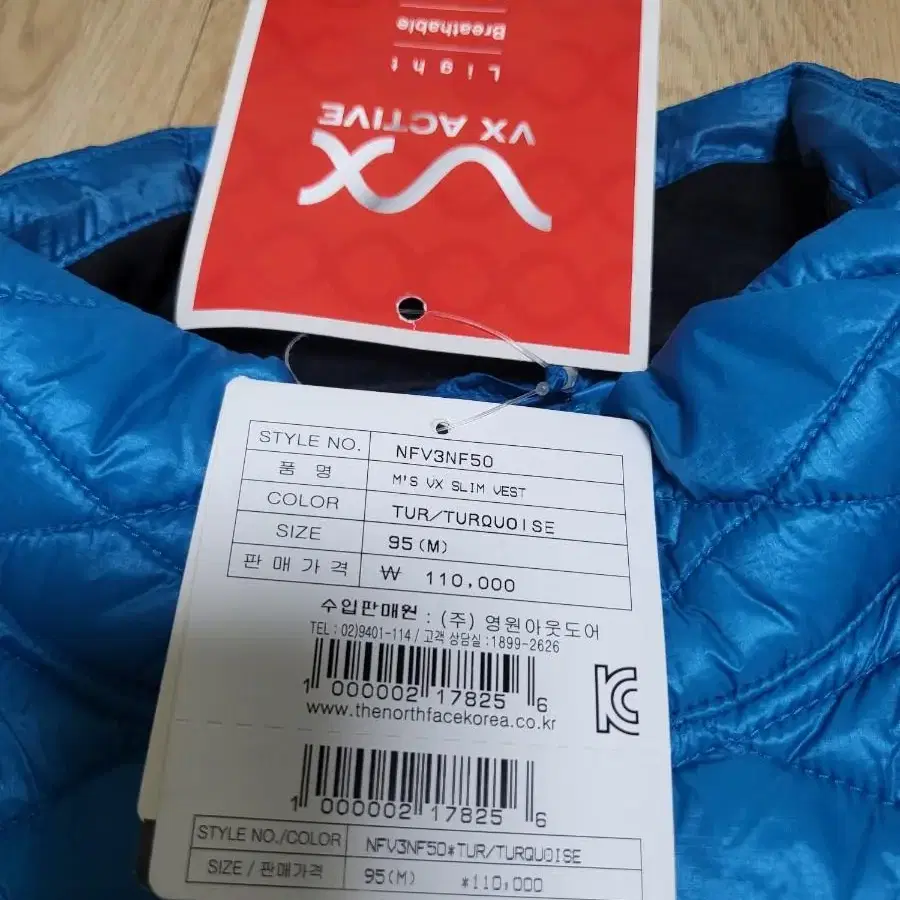 Breathable
Light
VX ACTIVE
VX
STYLE NO. NFV3NF50
품 명 M'S VX SLIM VEST
COLOR TUR/TURQUOISE
SIZE 95(M)
판매가격 ₩ 110,000
수입판매원 : (주) 영원아웃도어
TEL : 02)9401-114 / 고객 상담실 :1899-2626
1 000002 17825 6
www.thenorthfacekorea.co.kr
1 000002 17825 6
STYLE NO./COLOR NFV3NF50*TUR/TURQUOISE
SIZE / 판매가격 95(M) *110,000